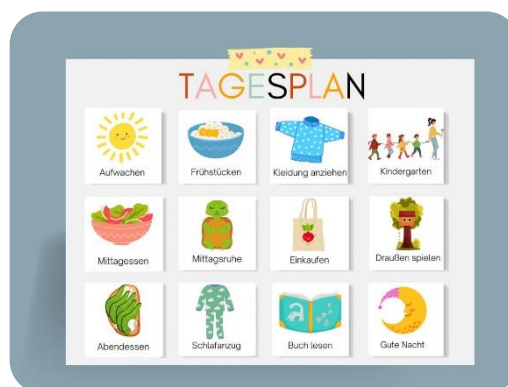 TAGESPLAN
Aufwachen
Frühstücken
Kleidung anziehen
Kindergarten
Mittagessen
Mittagsruhe
Einkaufen
Draußen spielen
Abendessen
Schlafanzug
Buch lesen
Gute Nacht